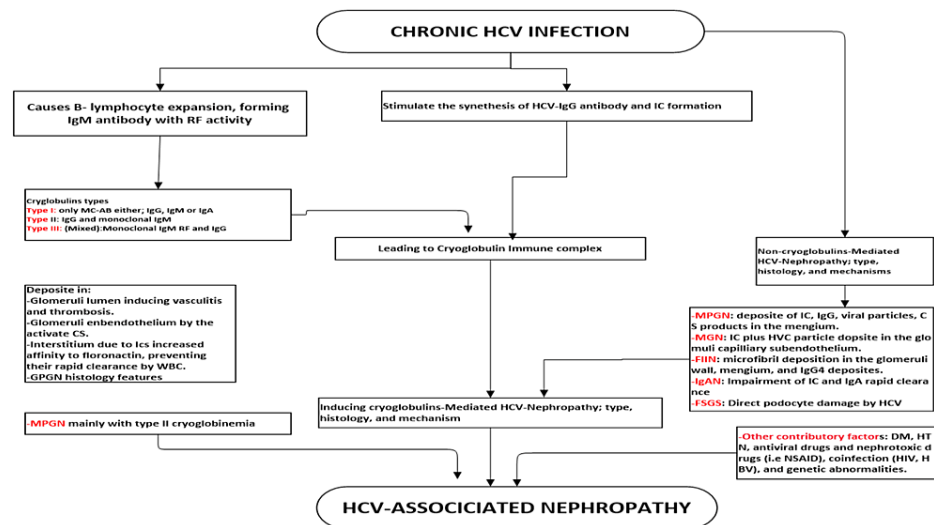 CHRONIC HCV INFECTION
Causes B- lymphocyte expansion, forming
IgM antibody with RF activity
Stimulate the synethesis of HCV-IgG antibody and IC formation
Cryglobulins types
Type I: only MC-AB either; IgG, IgM or IgA
Type II: IgG and monoclonal IgM
Type III: (Mixed):Monoclonal IgM RF and IgG
Leading to Cryoglobulin Immune complex
Non-cryoglobulins-Mediated
HCV-Nephropathy; type,
histology, and mechanisms
Deposite in:
-Glomeruli lumen inducing vasculitis
and thrombosis.
-Glomeruli enbendothelium by the
activate CS.
-Interstitium due to Ics increased
affinity to floronactin, preventing
their rapid clearance by WBC.
-GPGN histology features
-MPGN: deposite of IC, IgG, viral particles, C
S products in the mengium.
-MGN: IC plus HVC particle dopsite in the glo
muli capillary subendothelium.
-FIIN: microfibril deposition in the glomeruli
wall, mengium, and IgG4 deposites.
-IgAN: Impairment of IC and IgA rapid cleara
nce
-FSGS: Direct podocyte damage by HCV
Inducing cryoglobulins-Mediated HCV-Nephropathy; type,
histology, and mechanism
-MPGN mainly with type II cryoglobinemia
-Other contributory factors: DM, HT
N, antiviral drugs and nephrotoxic d
rugs (i.e NSAID), coinfection (HIV, H
BV), and genetic abnormalities.
HCV-ASSOCICIATED NEPHROPATHY